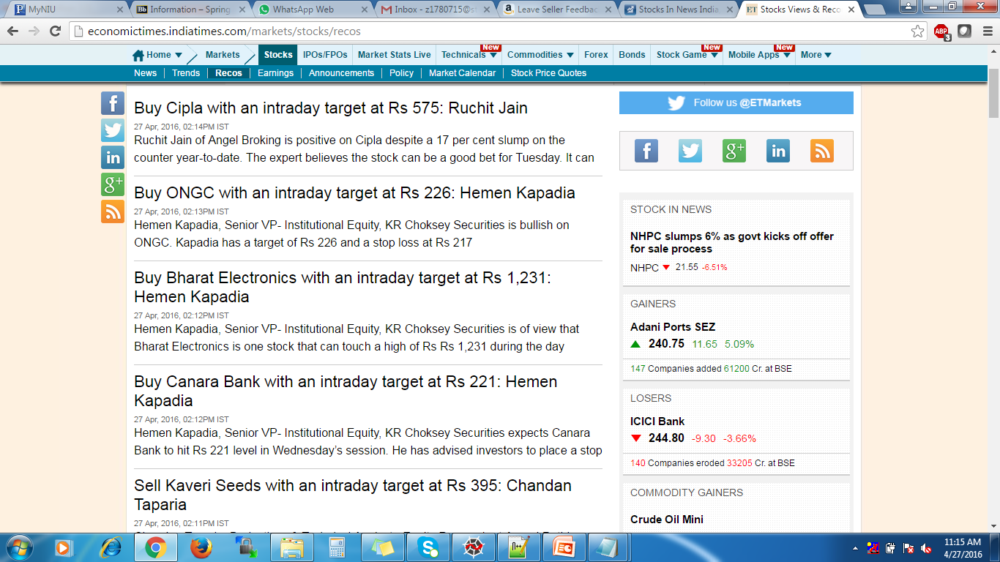 MyNIU
Bb Information – Spring
WhatsApp Web
Inbox - z1780715@s
Leave Seller Feedba
Stocks In News India
ET Stocks Views & Reco
economictimes.indiatimes.com/markets/stocks/recos
ABP 3
New New New
Home Markets Stocks IPOs/FPOs Market Stats Live Technicals Commodities Forex Bonds Stock Game Mobile Apps More
News Trends Recos Earnings Announcements Policy Market Calendar Stock Price Quotes
Buy Cipla with an intraday target at Rs 575: Ruchit Jain
27 Apr, 2016, 02:14PM IST
Ruchit Jain of Angel Broking is positive on Cipla despite a 17 per cent slump on the
counter year-to-date. The expert believes the stock can be a good bet for Tuesday. It can
Buy ONGC with an intraday target at Rs 226: Hemen Kapadia
27 Apr, 2016, 02:13PM IST
Hemen Kapadia, Senior VP- Institutional Equity, KR Choksey Securities is bullish on
ONGC. Kapadia has a target of Rs 226 and a stop loss at Rs 217
Buy Bharat Electronics with an intraday target at Rs 1,231:
Hemen Kapadia
27 Apr, 2016, 02:12PM IST
Hemen Kapadia, Senior VP- Institutional Equity, KR Choksey Securities is of view that
Bharat Electronics is one stock that can touch a high of Rs Rs 1,231 during the day
Buy Canara Bank with an intraday target at Rs 221: Hemen
Kapadia
27 Apr, 2016, 02:12PM IST
Hemen Kapadia, Senior VP- Institutional Equity, KR Choksey Securities expects Canara
Bank to hit Rs 221 level in Wednesday's session. He has advised investors to place a stop
Sell Kaveri Seeds with an intraday target at Rs 395: Chandan
Taparia
27 Apr, 2016, 02:11PM IST
Follow us @ETMarkets
STOCK IN NEWS
NHPC slumps 6% as govt kicks off offer
for sale process
NHPC 21.55 -6.51%
GAINERS
Adani Ports SEZ
240.75 11.65 5.09%
147 Companies added 61200 Cr. at BSE
LOSERS
ICICI Bank
244.80 -9.30 -3.66%
140 Companies eroded 33205 Cr. at BSE
COMMODITY GAINERS
Crude Oil Mini
11:15 AM
4/27/2016